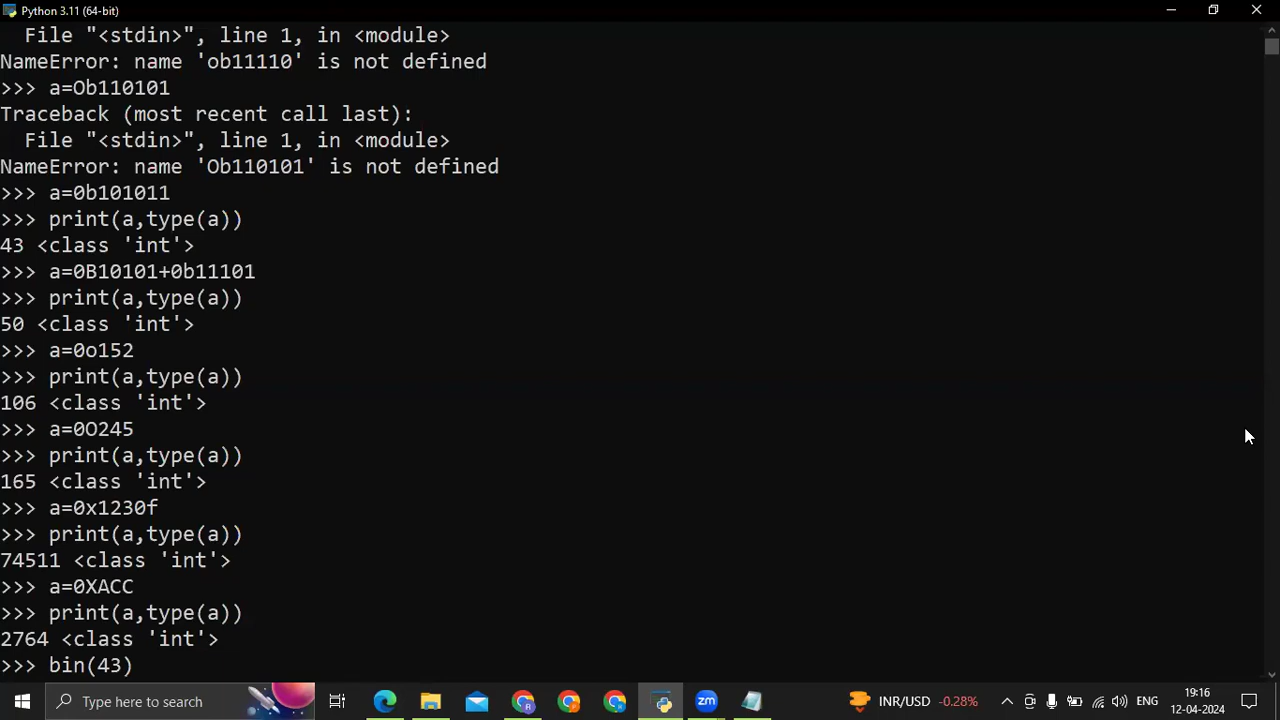 Python 3.11 (64-bit)
File "<stdin>", line 1, in <module>
NameError: name 'ob11110' is not defined
>>> a=Ob110101
Traceback (most recent call last):
File "<stdin>", line 1, in <module>
NameError: name 'Ob110101' is not defined
>>> a=0b101011
>>> print(a,type(a))
43 <class 'int'>
>>> a=0B10101+0b11101
>>> print(a,type(a))
50 <class 'int'>
>>> a=0o152
>>> print(a,type(a))
106 <class 'int'>
>>> a=0O245
>>> print(a,type(a))
165 <class 'int'>
>>> a=0x1230f
>>> print(a,type(a))
74511 <class 'int'>
>>> a=0XACC
>>> print(a,type(a))
2764 <class 'int'>
>>> bin(43)
Type here to search
zm
INR/USD -0.28%
ENG
19:16
12-04-2024